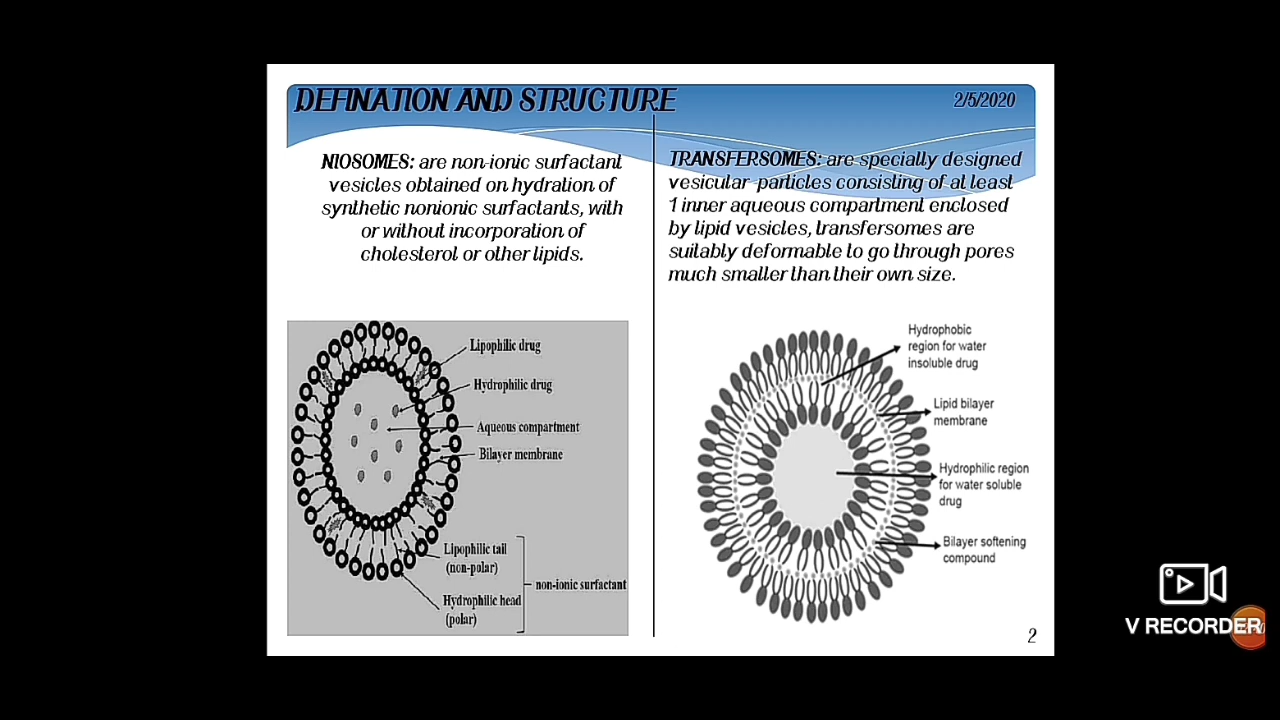 DEFINATION AND STRUCTURE
2/5/2020
NIOSOMES: are non-ionic surfactant
vesicles obtained on hydration of
synthetic nonionic surfactants, with
or without incorporation of
cholesterol or other lipids.
TRANSFERSOMES: are specially designed
vesicular particles consisting of at least
1 inner aqueous compartment enclosed
by lipid vesicles, transfersomes are
suitably deformable to go through pores
much smaller than their own size.
Lipophilic drug
Hydrophilic drug
Aqueous compartment
Bilayer membrane
Lipophilic tail
(non-polar)
non-ionic surfactant
Hydrophilic head
(polar)
Hydrophobic
region for water
insoluble drug
Lipid bilayer
membrane
Hydrophilic region
for water soluble
drug
Bilayer softening
compound
2
V RECORDER